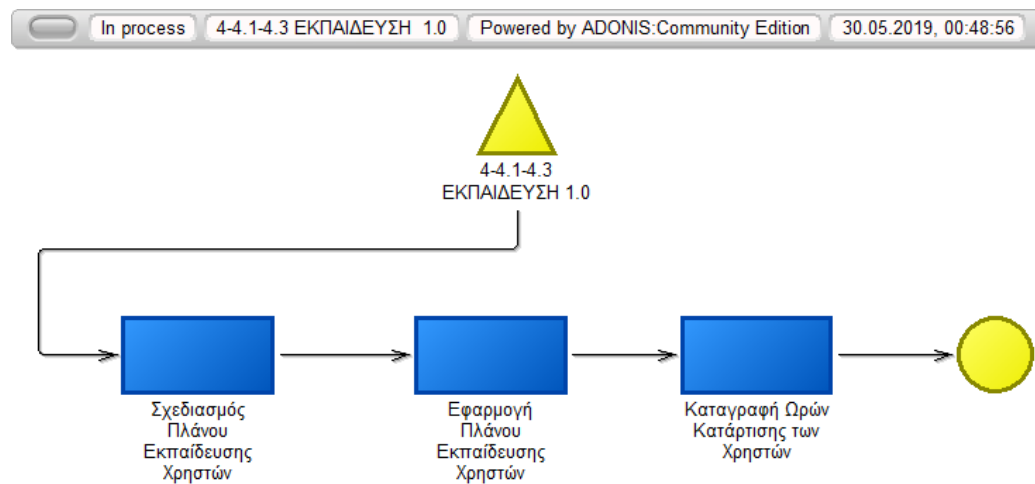 In process 4-4.1-4.3 ΕΚΠΑΙΔΕΥΣΗ 1.0 Powered by ADONIS:Community Edition 30.05.2019, 00:48:56
4-4.1-4.3
ΕΚΠΑΙΔΕΥΣΗ 1.0
Σχεδιασμός
Πλάνου
Εκπαίδευσης
Χρηστών
Εφαρμογή
Πλάνου
Εκπαίδευσης
Χρηστών
Καταγραφή Ωρών
Κατάρτισης των
Χρηστών